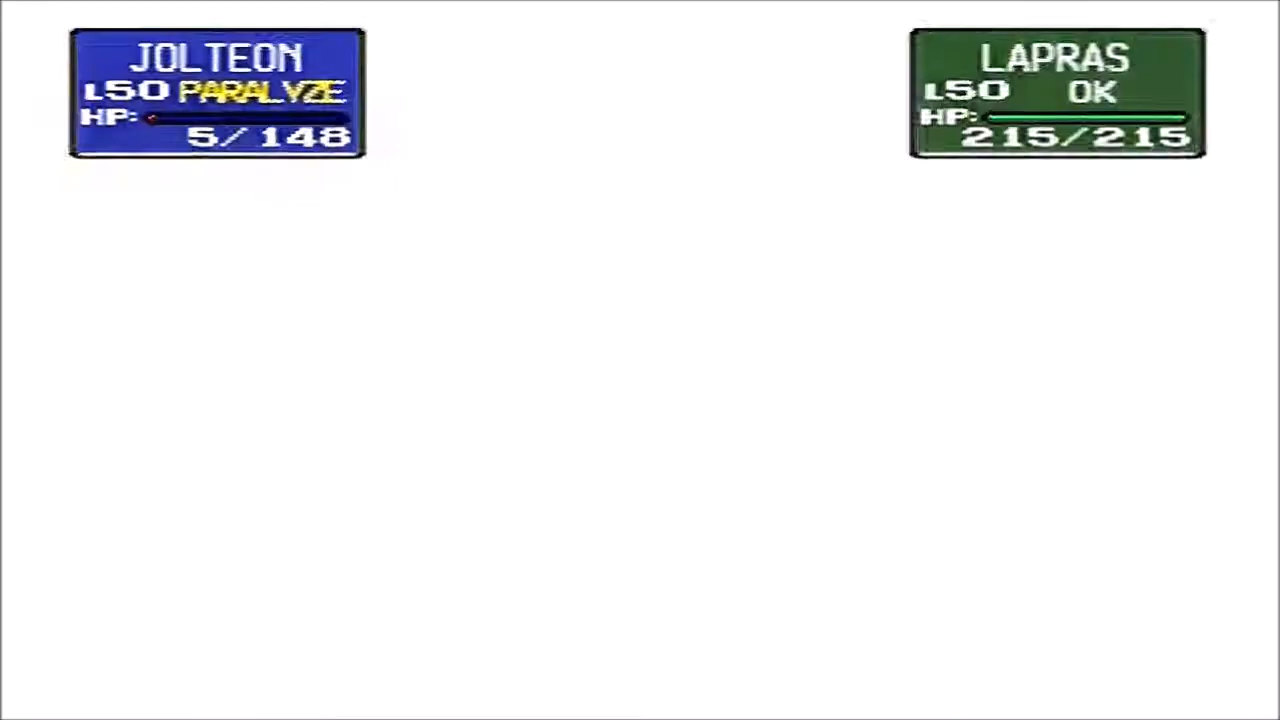 JOLTEON
L50 PARALYZE
HP:
5/148
LAPRAS
L50 OK
HP:
215/215